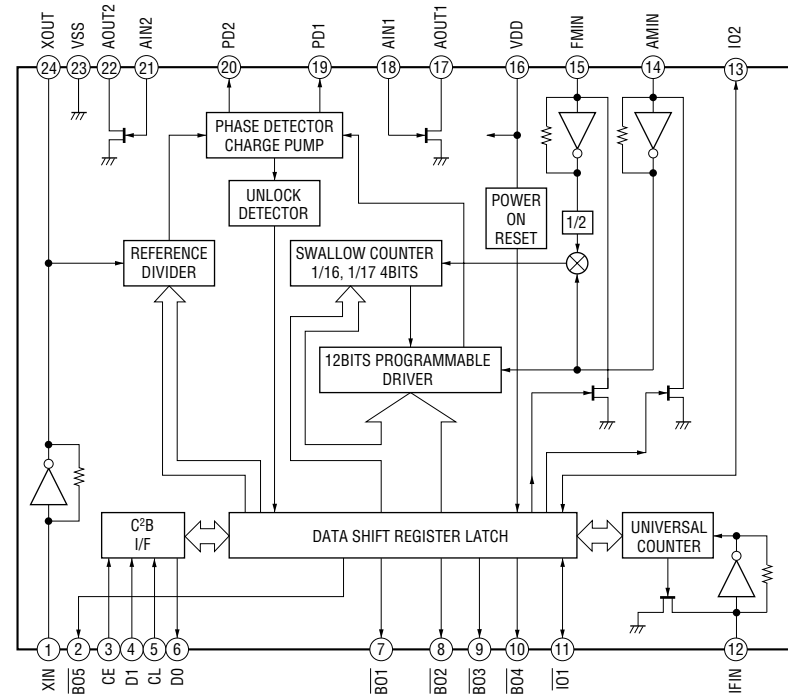 XOUT
VSS
AOUT2
AIN2
PD2
PD1
AIN1
AOUT1
VDD
FMIN
AMIN
IO2
24
23
22
21
20
19
18
17
16
15
14
13
PHASE DETECTOR
CHARGE PUMP
UNLOCK
DETECTOR
POWER
ON
RESET
1/2
REFERENCE
DIVIDER
SWALLOW COUNTER
1/16, 1/17 4BITS
12BITS PROGRAMMABLE
DRIVER
C²B
I/F
DATA SHIFT REGISTER LATCH
UNIVERSAL
COUNTER
1
2
3
4
5
6
7
8
9
10
11
12
XIN
BO5
CE
D1
CL
D0
BO1
BO2
BO3
BO4
IO1
IFIN